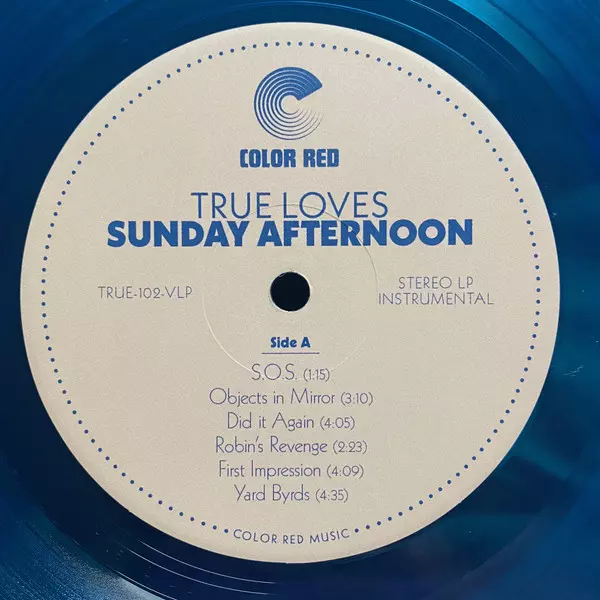 COLOR RED
TRUE LOVES
SUNDAY AFTERNOON
TRUE-102-VLP
STEREO LP
INSTRUMENTAL
Side A
S.O.S. (1:15)
Objects in Mirror (3:10)
Did it Again (4:05)
Robin's Revenge (2:23)
First Impression (4:09)
Yard Byrds (4:35)
COLOR RED MUSIC